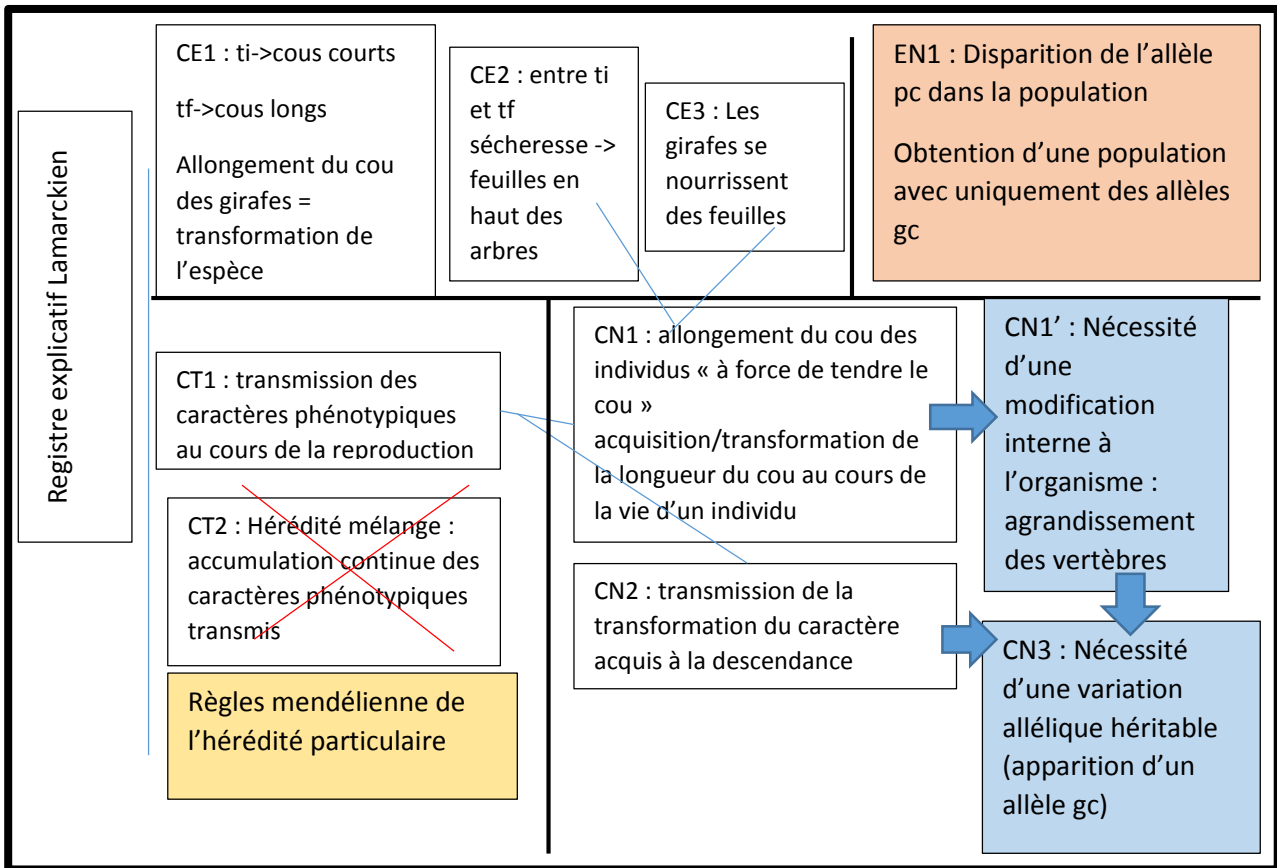 Registre explicatif Lamarckien
CE1 : ti->cous courts
tf->cous longs
Allongement du cou
des girafes =
transformation de
l’espèce
CE2 : entre ti
et tf
sécheresse ->
feuilles en
haut des
arbres
CE3 : Les
girafes se
nourrissent
des feuilles
EN1 : Disparition de l’allèle
pc dans la population
Obtention d’une population
avec uniquement des allèles
gc
CT1 : transmission des
caractères phénotypiques
au cours de la reproduction
CT2 : Hérédité mélange :
accumulation continue des
caractères phénotypiques
transmis
Règles mendélienne de
l’hérédité particulaire
CN1 : allongement du cou des
individus « à force de tendre le
cou »
acquisition/transformation de
la longueur du cou au cours de
la vie d’un individu
CN2 : transmission de la
transformation du caractère
acquis à la descendance
CN1’ : Nécessité
d’une
modification
interne à
l’organisme :
agrandissement
des vertèbres
CN3 : Nécessité
d’une variation
allélique héritable
(apparition d’un
allèle gc)